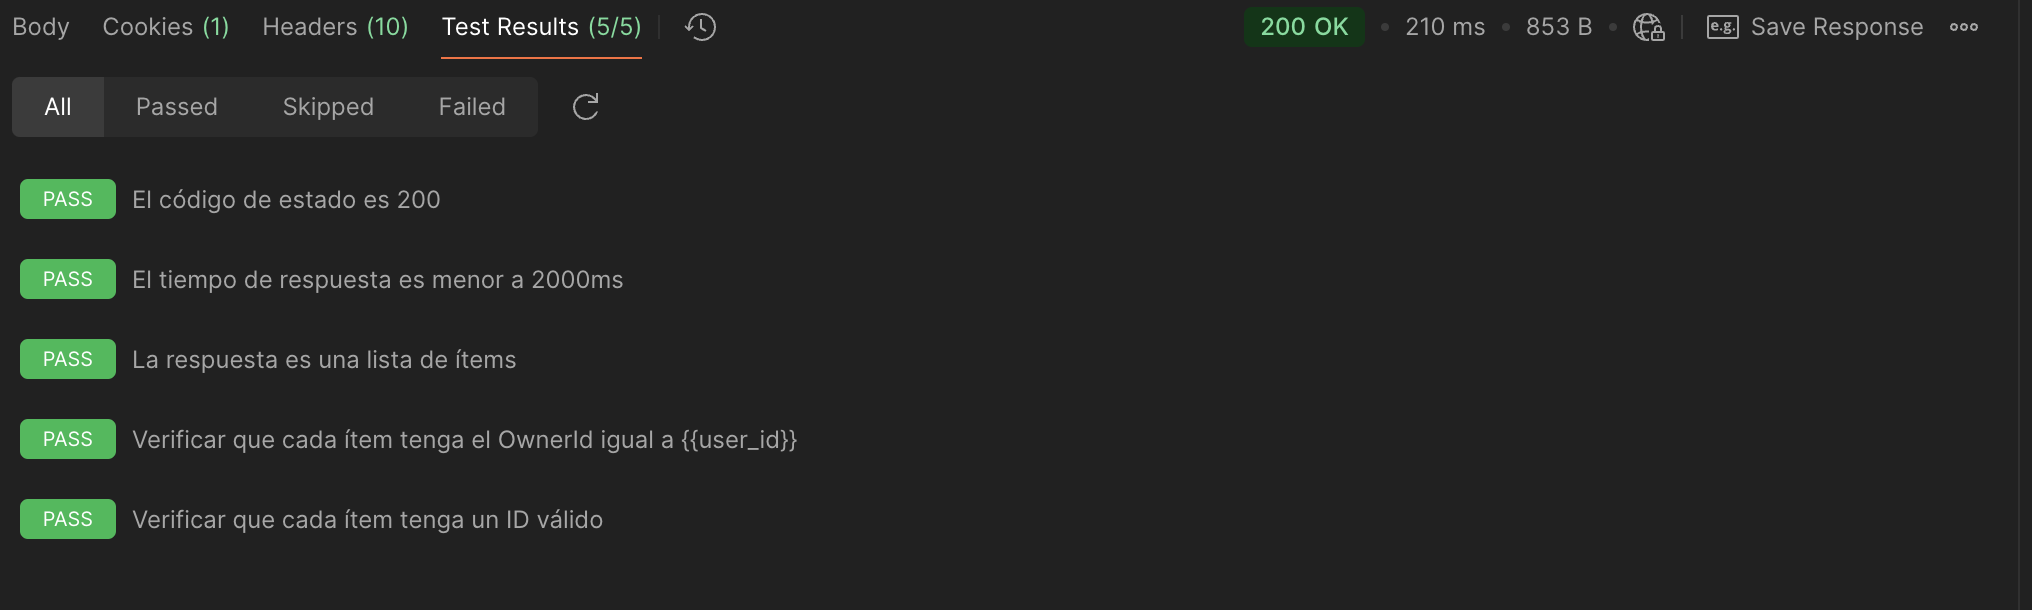 Body Cookies (1) Headers (10) Test Results (5/5) 200 OK • 210 ms • 853 B • e.g. Save Response
All Passed Skipped Failed
PASS El código de estado es 200
PASS El tiempo de respuesta es menor a 2000ms
PASS La respuesta es una lista de ítems
PASS Verificar que cada ítem tenga el OwnerId igual a {{user_id}}
PASS Verificar que cada ítem tenga un ID válido